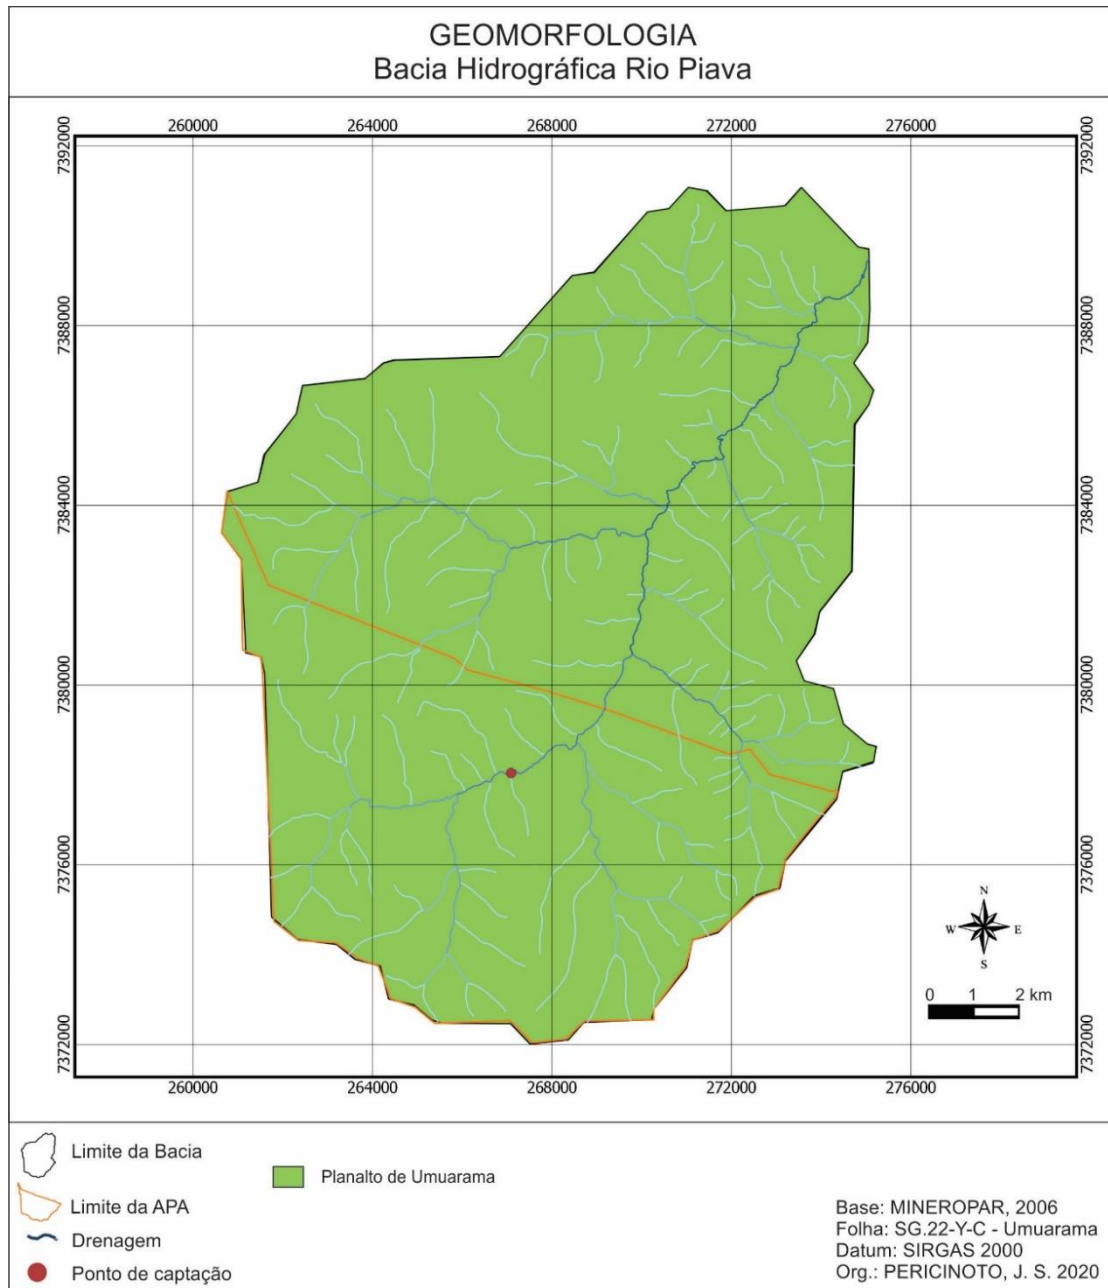 GEOMORFOLOGIA
Bacia Hidrográfica Rio Piava
260000 264000 268000 272000 276000
7392000 7392000
7388000 7388000
7384000 7384000
7380000 7380000
7376000 7376000
N
W E
S
0 1 2 km
7372000 7372000
260000 264000 268000 272000 276000
Limite da Bacia
Planalto de Umuarama
Limite da APA
Drenagem
Ponto de captação
Base: MINEROPAR, 2006
Folha: SG.22-Y-C - Umuarama
Datum: SIRGAS 2000
Org.: PERICINOTO, J. S. 2020